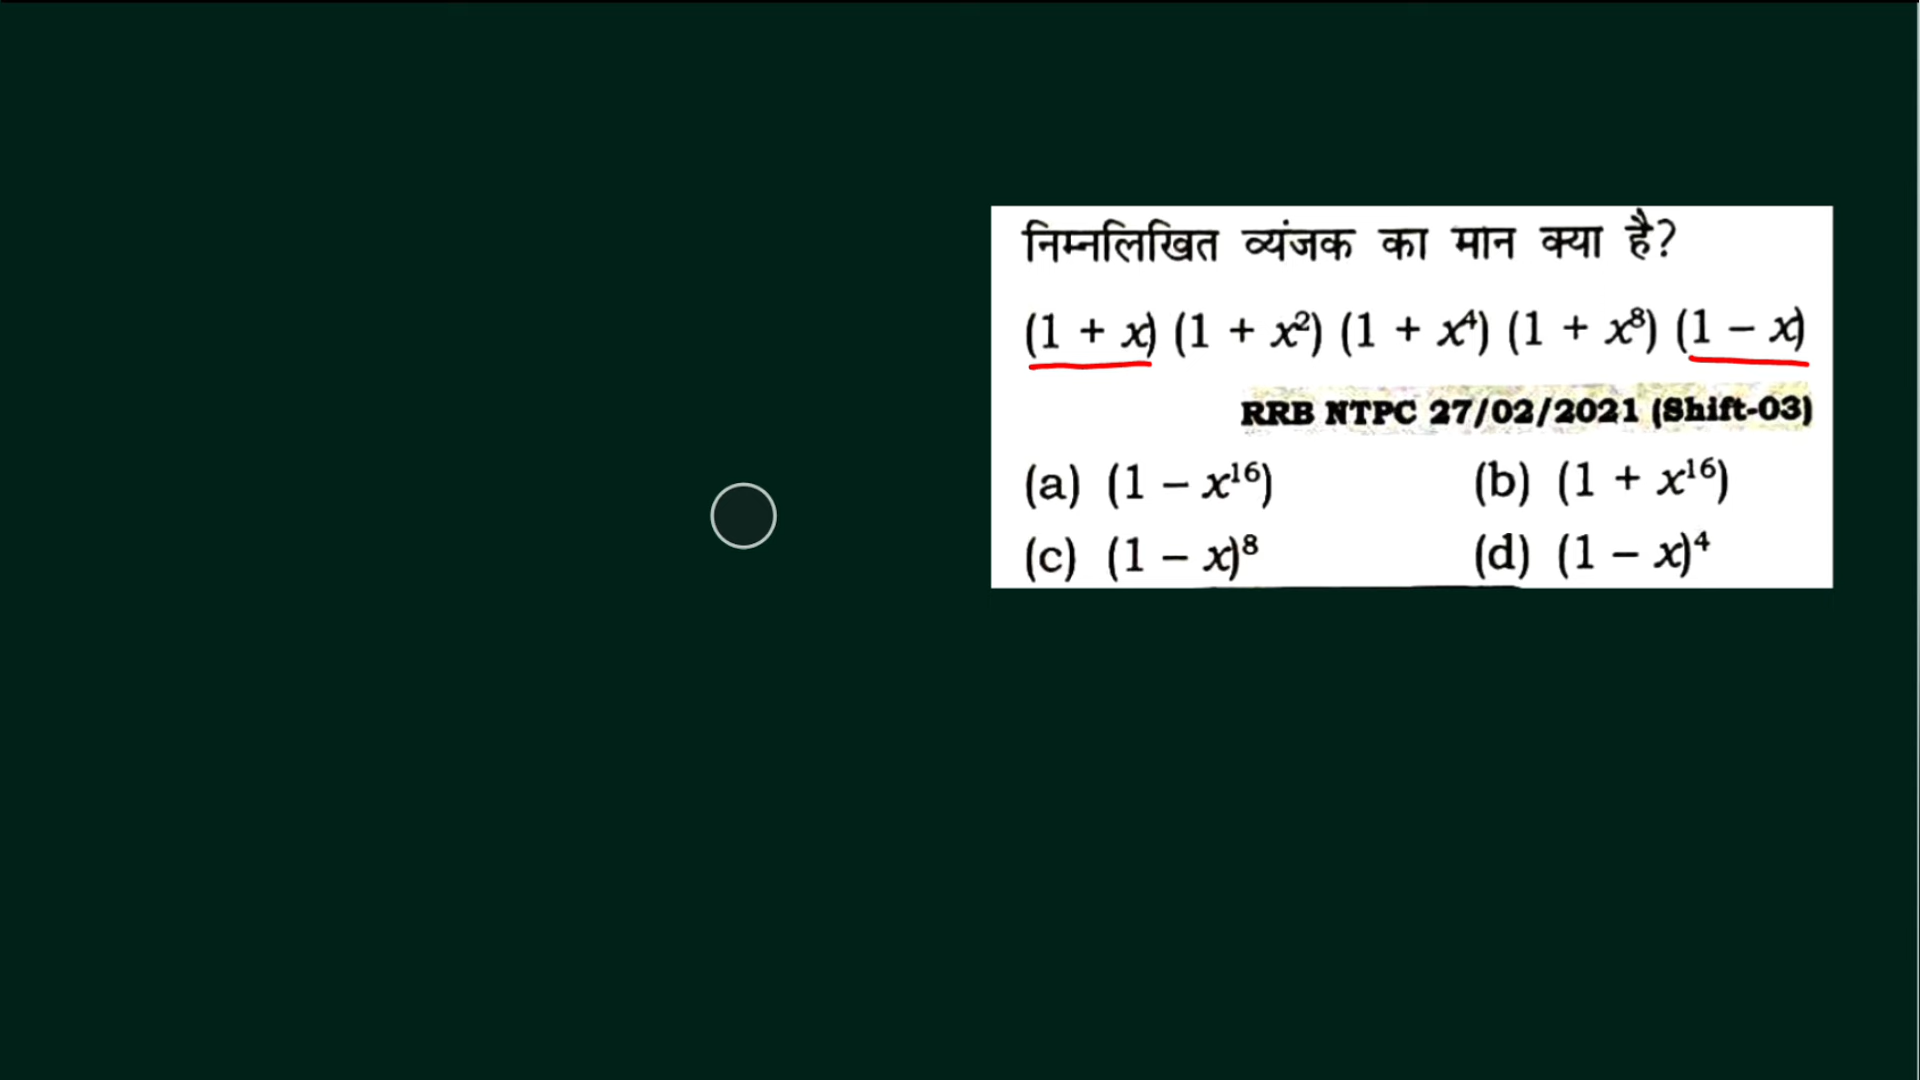 निम्नलिखित व्यंजक का मान क्या है?
(1 + x) (1 + x²) (1 + x⁴) (1 + x⁸) (1 − x)
RRB NTPC 27/02/2021 (Shift-03)
(a) (1 − x¹⁶) (b) (1 + x¹⁶)
(c) (1 − x)⁸ (d) (1 − x)⁴